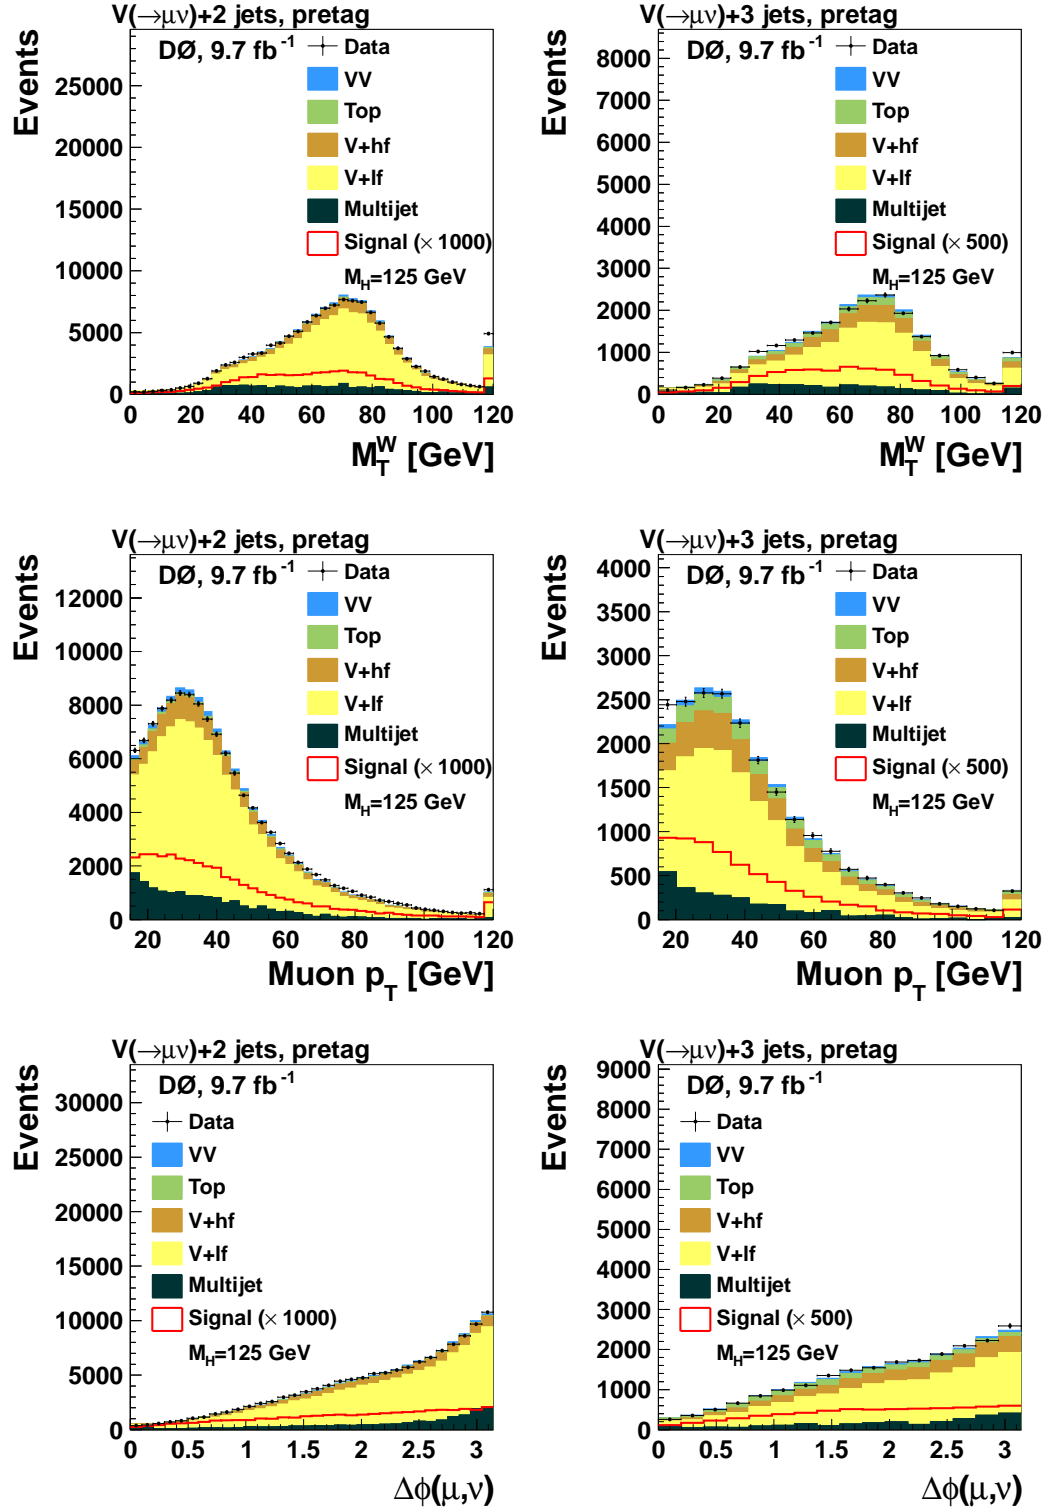 V(→μν)+2 jets, pretag
DØ, 9.7 fb⁻¹
Events
Data
VV
Top
V+hf
V+lf
Multijet
Signal (× 1000)
M_H=125 GeV
25000
20000
15000
10000
5000
0
0 20 40 60 80 100 120
M_T^W [GeV]
V(→μν)+3 jets, pretag
DØ, 9.7 fb⁻¹
Events
Data
VV
Top
V+hf
V+lf
Multijet
Signal (× 500)
M_H=125 GeV
8000
7000
6000
5000
4000
3000
2000
1000
0
0 20 40 60 80 100 120
M_T^W [GeV]
V(→μν)+2 jets, pretag
DØ, 9.7 fb⁻¹
Events
Data
VV
Top
V+hf
V+lf
Multijet
Signal (× 1000)
M_H=125 GeV
12000
10000
8000
6000
4000
2000
0
20 40 60 80 100 120
Muon p_T [GeV]
V(→μν)+3 jets, pretag
DØ, 9.7 fb⁻¹
Events
Data
VV
Top
V+hf
V+lf
Multijet
Signal (× 500)
M_H=125 GeV
4000
3500
3000
2500
2000
1500
1000
500
0
20 40 60 80 100 120
Muon p_T [GeV]
V(→μν)+2 jets, pretag
DØ, 9.7 fb⁻¹
Events
Data
VV
Top
V+hf
V+lf
Multijet
Signal (× 1000)
M_H=125 GeV
30000
25000
20000
15000
10000
5000
0
0 0.5 1 1.5 2 2.5 3
Δϕ(μ,ν)
V(→μν)+3 jets, pretag
DØ, 9.7 fb⁻¹
Events
Data
VV
Top
V+hf
V+lf
Multijet
Signal (× 500)
M_H=125 GeV
9000
8000
7000
6000
5000
4000
3000
2000
1000
0
0 0.5 1 1.5 2 2.5 3
Δϕ(μ,ν)